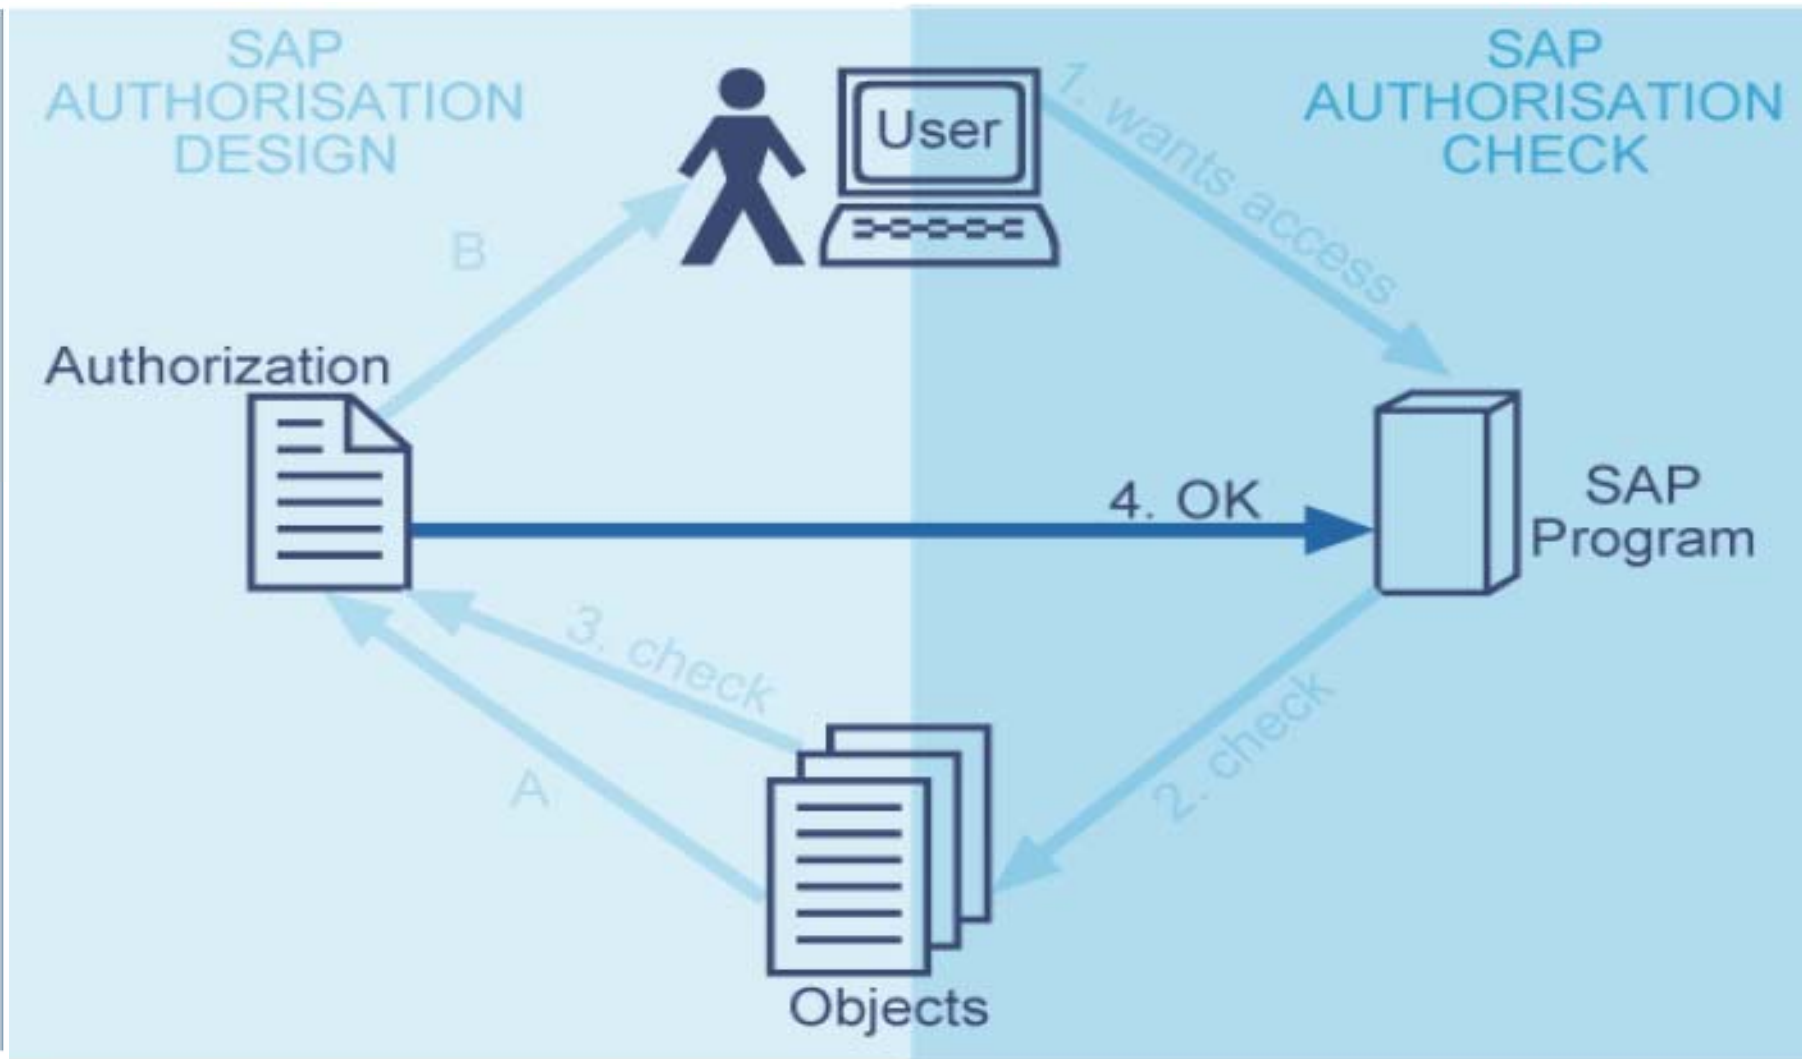 SAP
AUTHORISATION
DESIGN
SAP
AUTHORISATION
CHECK
User
1. wants access
B
Authorization
4. OK
SAP
Program
3. check
A
2. check
Objects